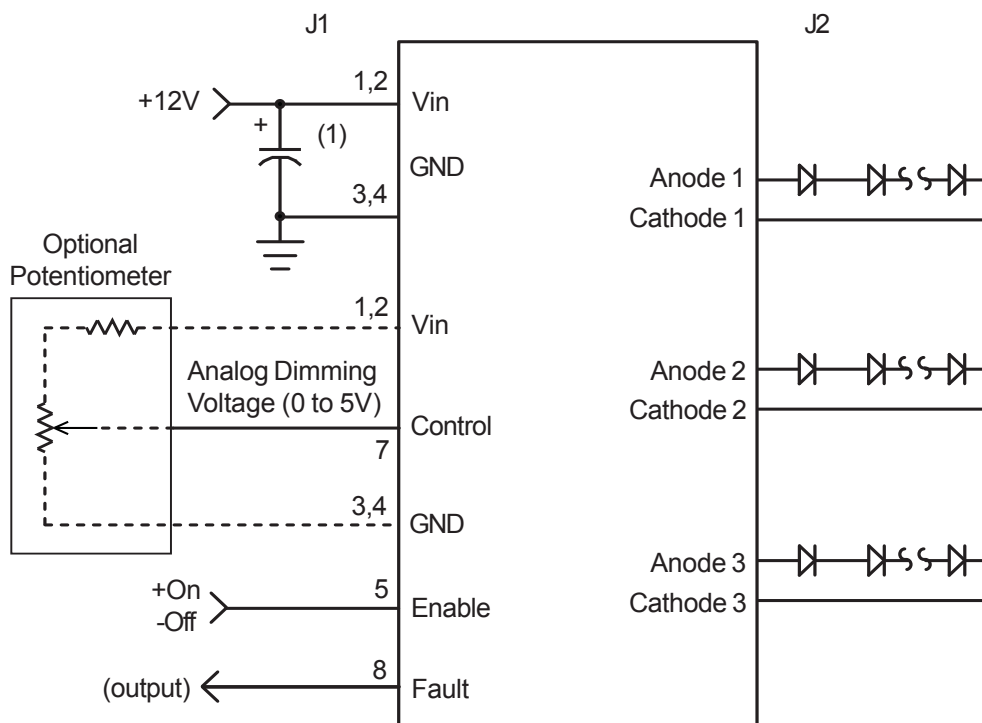 J1
J2
1,2
+12V
Vin
+
(1)
GND
3,4
Anode 1
Cathode 1
Optional
Potentiometer
1,2
Vin
Analog Dimming
Voltage (0 to 5V)
Control
7
Anode 2
Cathode 2
3,4
GND
Anode 3
Cathode 3
+On
-Off
5
Enable
8
(output)
Fault